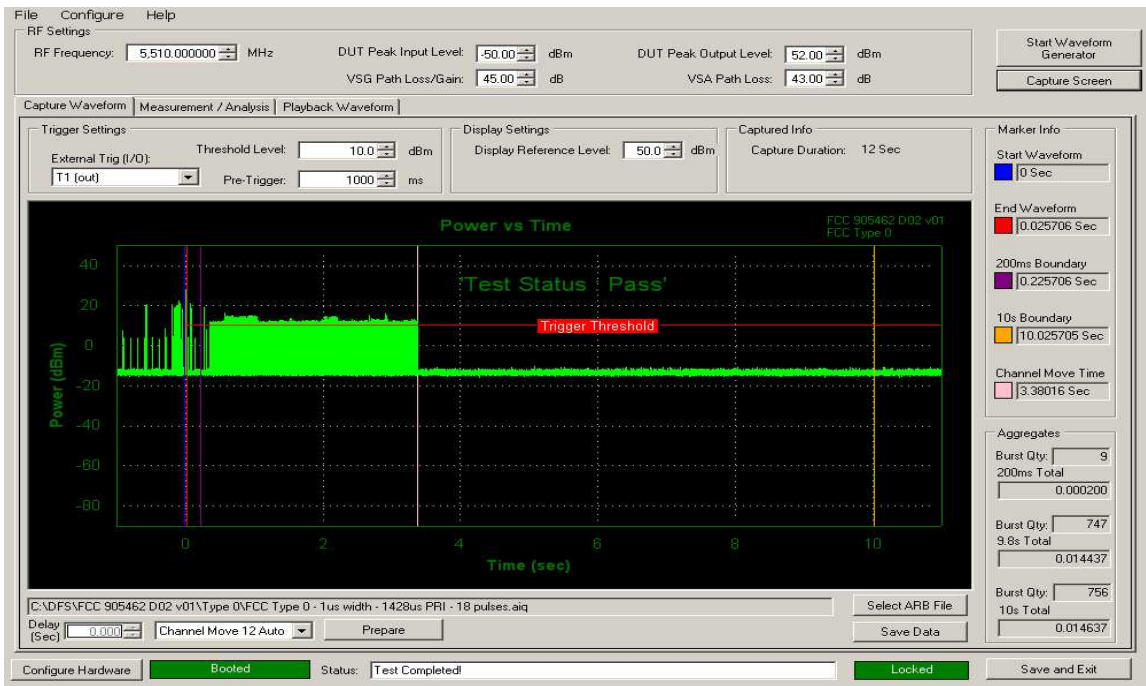 File Configure Help
RF Settings
RF Frequency: 5,510.000000 MHz DUT Peak Input Level: -50.00 dBm DUT Peak Output Level: 52.00 dBm
VSG Path Loss/Gain: 45.00 dB VSA Path Loss: 43.00 dB
Start Waveform
Generator
Capture Screen
Capture Waveform Measurement / Analysis Playback Waveform
Trigger Settings
External Trig (I/O):
T1 (out)
Threshold Level: 10.0 dBm
Pre-Trigger: 1000 ms
Display Settings
Display Reference Level: 50.0 dBm
Captured Info
Capture Duration: 12 Sec
Marker Info
Start Waveform
0 Sec
End Waveform
0.025706 Sec
200ms Boundary
0.225706 Sec
10s Boundary
10.025705 Sec
Channel Move Time
3.38016 Sec
Power vs Time
FCC 905462 D02 v01
FCC Type 0
'Test Status : Pass'
Trigger Threshold
Power (dBm)
40
20
0
-20
-40
-60
-80
0 2 4 6 8 10
Time (sec)
Aggregates
Burst Qty: 9
200ms Total
0.000200
Burst Qty: 747
9.8s Total
0.014437
Burst Qty: 756
10s Total
0.014637
C:\DFS\FCC 905462 D02 v01\Type 0\FCC Type 0 - 1us width - 1428us PRI - 18 pulses.aiq
Select ARB File
Delay
(Sec) 0.000 Channel Move 12 Auto Prepare
Save Data
Configure Hardware Booted Status: Test Completed! Locked Save and Exit